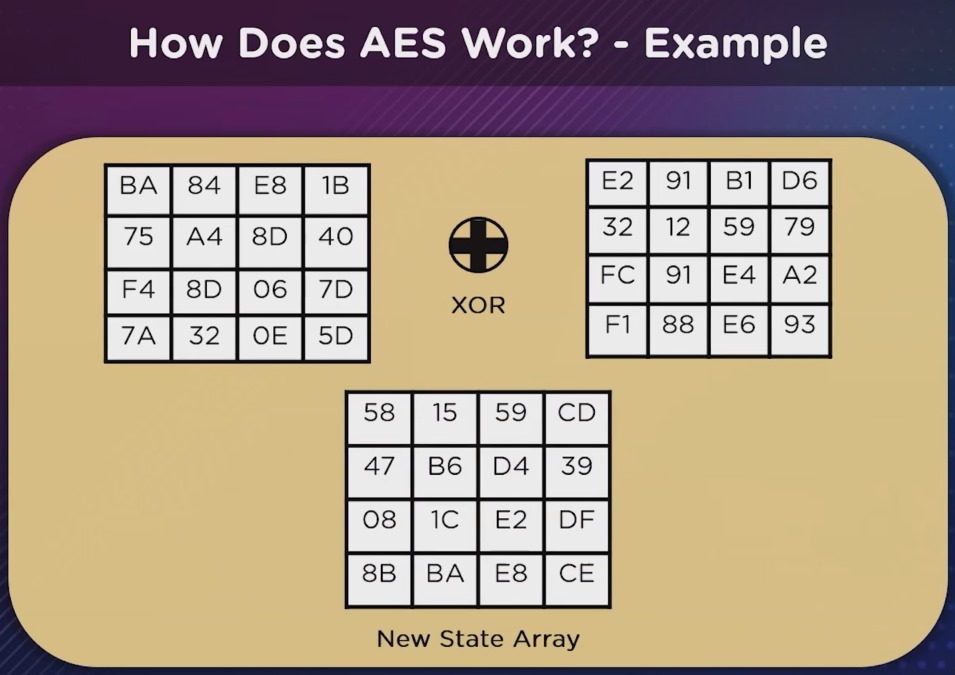 How Does AES Work? - Example
BA 84 E8 1B
75 A4 8D 40
F4 8D 06 7D
7A 32 0E 5D
XOR
E2 91 B1 D6
32 12 59 79
FC 91 E4 A2
F1 88 E6 93
58 15 59 CD
47 B6 D4 39
08 1C E2 DF
8B BA E8 CE
New State Array